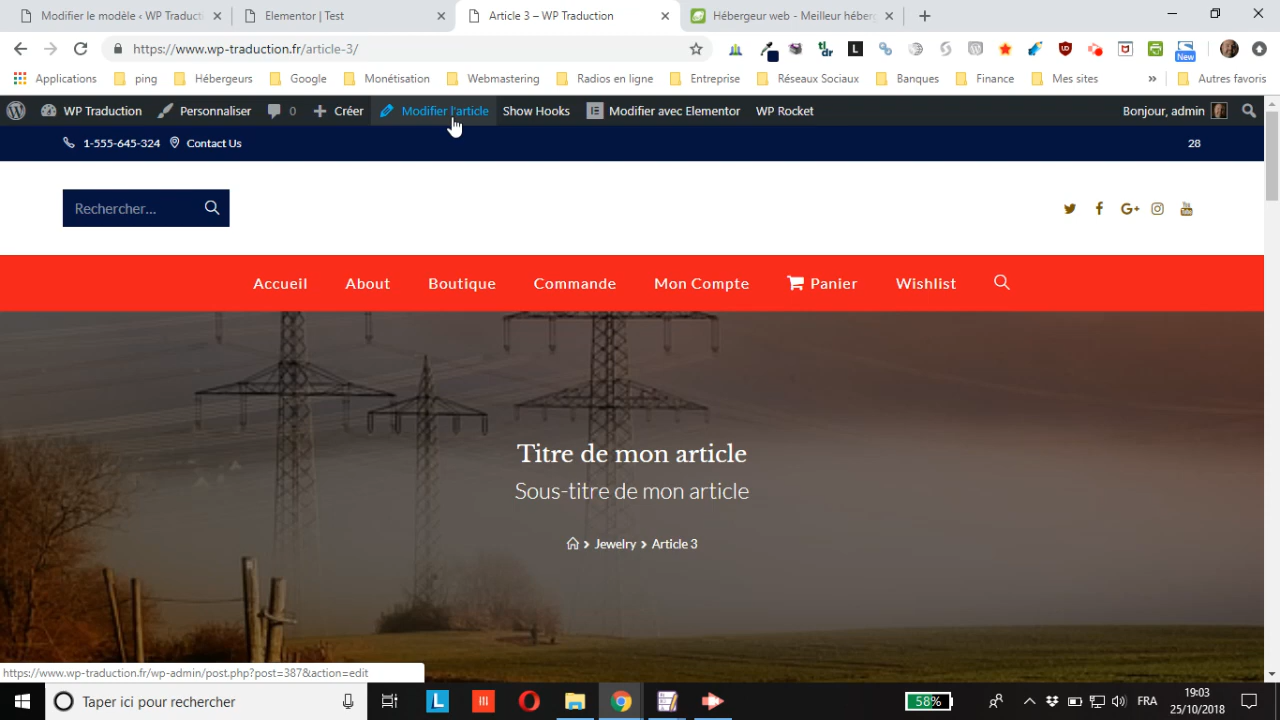 Modifier le modèle ‹ WP Traduct
Elementor | Test
Article 3 – WP Traduction
Hébergeur web - Meilleur héberg
https://www.wp-traduction.fr/article-3/
New
Applications
ping
Hébergeurs
Google
Monétisation
Webmastering
Radios en ligne
Entreprise
Réseaux Sociaux
Banques
Finance
Mes sites
»
Autres favoris
WP Traduction
Personnaliser
0
Créer
Modifier l'article
Show Hooks
Modifier avec Elementor
WP Rocket
Bonjour, admin
1-555-645-324
Contact Us
28
Rechercher...
Accueil
About
Boutique
Commande
Mon Compte
Panier
Wishlist
Titre de mon article
Sous-titre de mon article
Jewelry
Article 3
https://www.wp-traduction.fr/wp-admin/post.php?post=387&action=edit
Taper ici pour rechercher
58%
FRA
19:03
25/10/2018